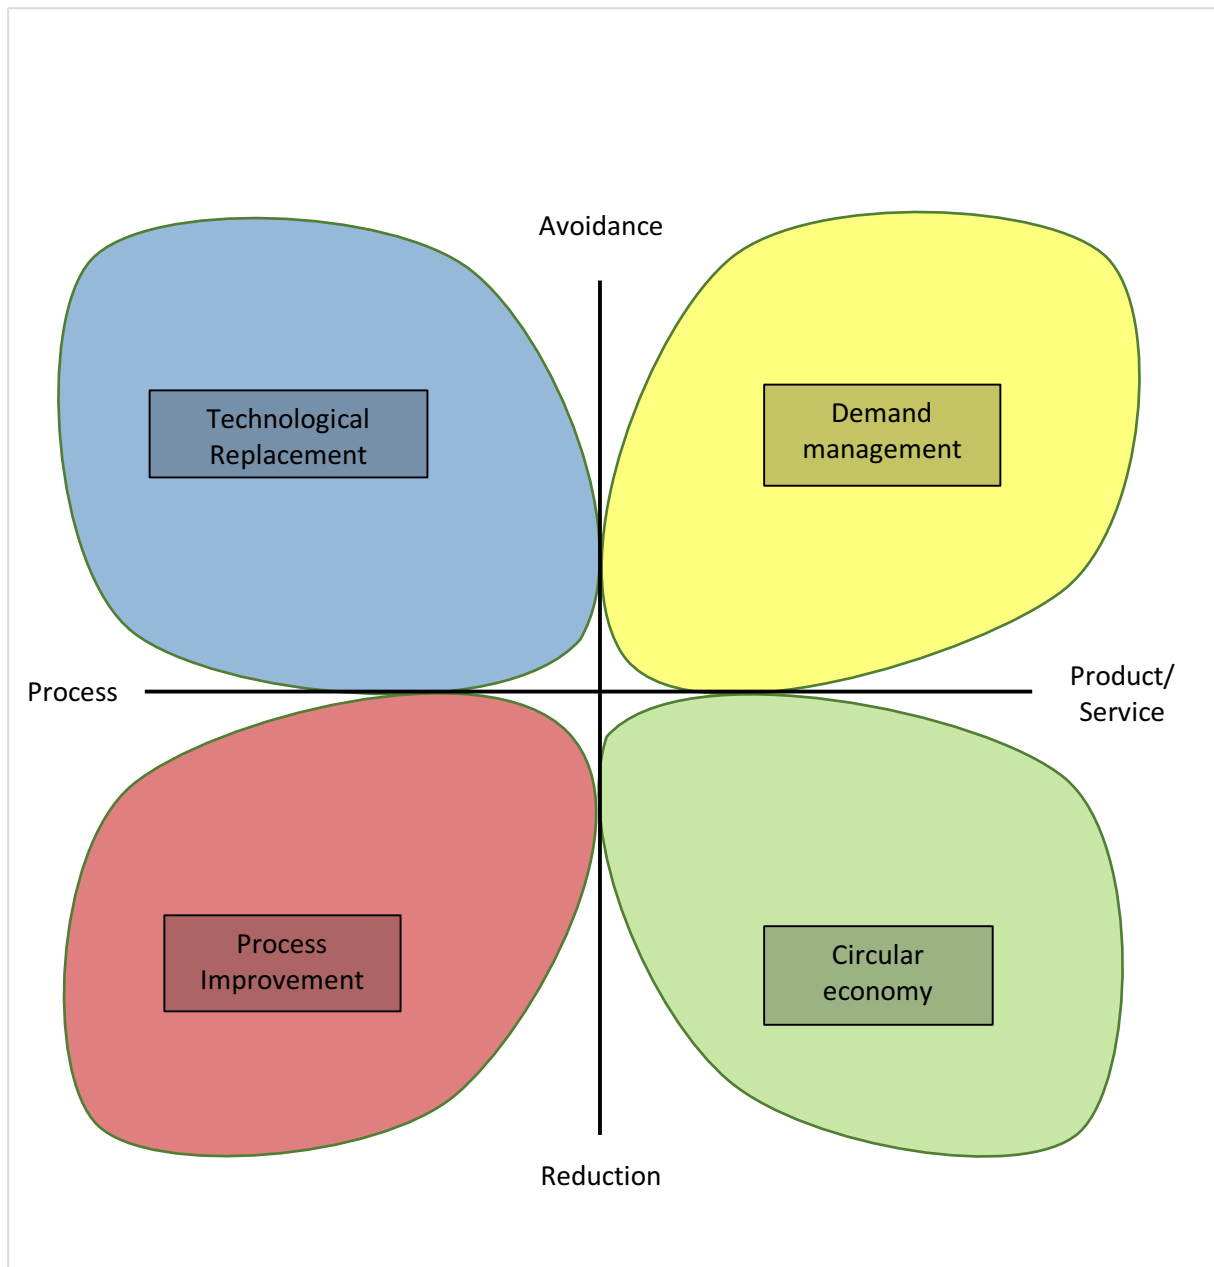 Avoidance
Technological
Replacement
Demand
management
Process
Product/
Service
Process
Improvement
Circular
economy
Reduction